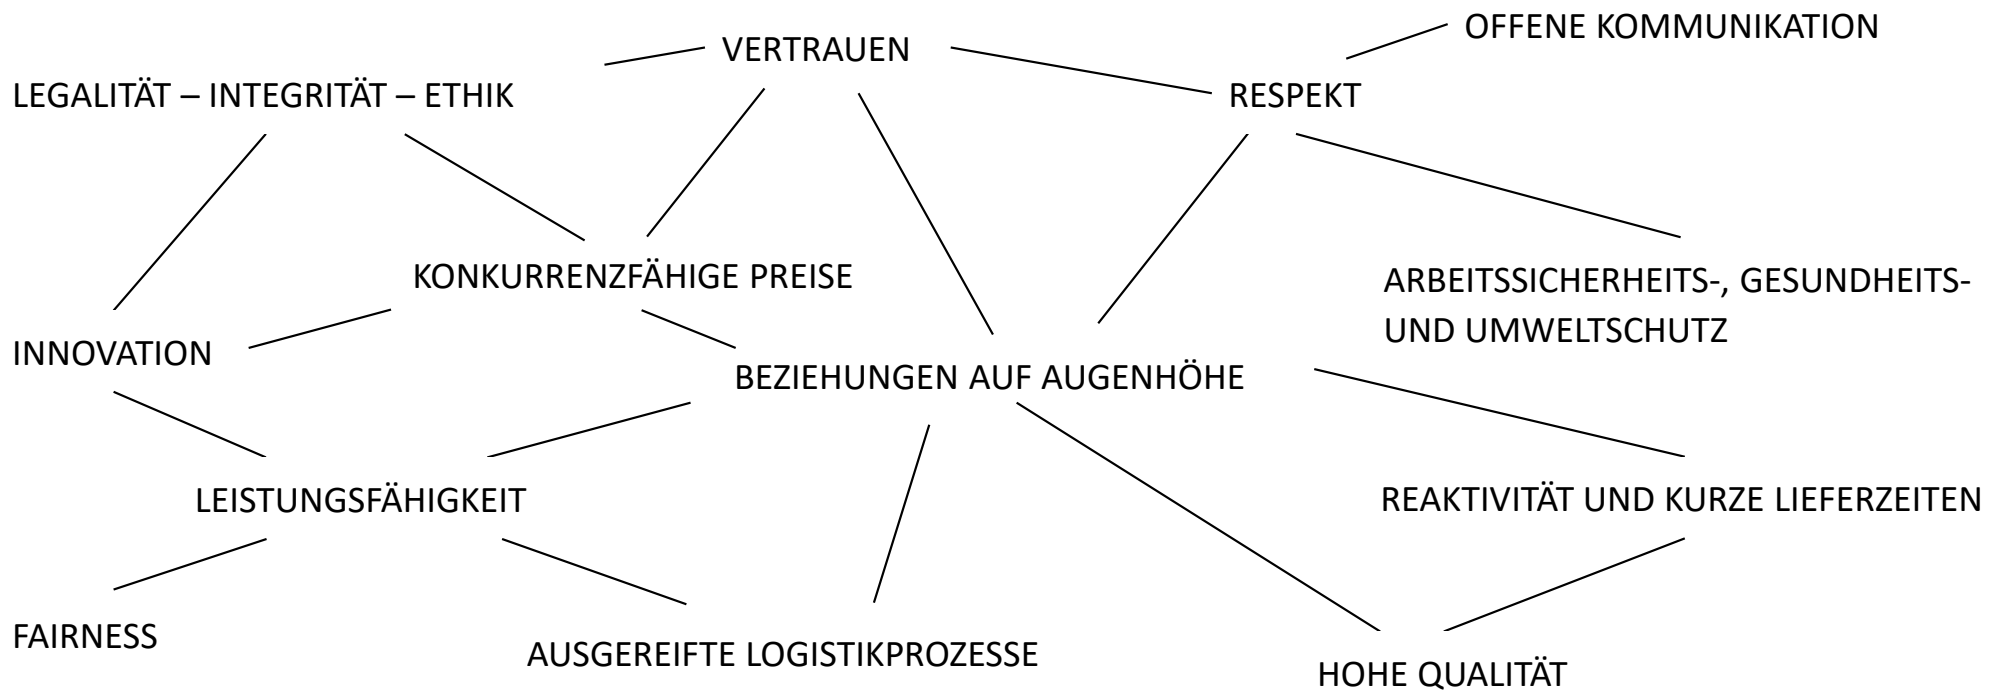 OFFENE KOMMUNIKATION
VERTRAUEN
LEGALITÄT – INTEGRITÄT – ETHIK
RESPEKT
KONKURRENZFÄHIGE PREISE
ARBEITSSICHERHEITS-, GESUNDHEITS-
UND UMWELTSCHUTZ
INNOVATION
BEZIEHUNGEN AUF AUGENHÖHE
LEISTUNGSFÄHIGKEIT
REAKTIVITÄT UND KURZE LIEFERZEITEN
FAIRNESS
AUSGEREIFTE LOGISTIKPROZESSE
HOHE QUALITÄT